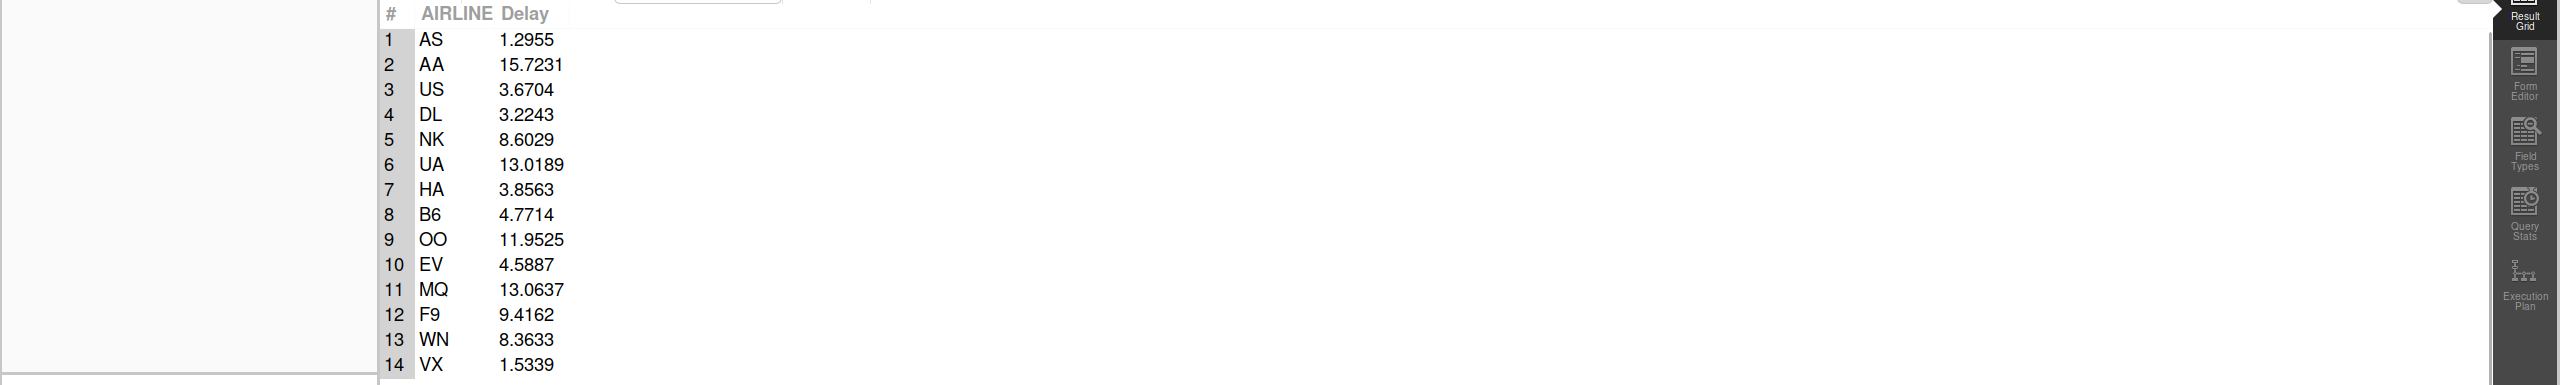 # AIRLINE Delay
1 AS 1.2955
2 AA 15.7231
3 US 3.6704
4 DL 3.2243
5 NK 8.6029
6 UA 13.0189
7 HA 3.8563
8 B6 4.7714
9 OO 11.9525
10 EV 4.5887
11 MQ 13.0637
12 F9 9.4162
13 WN 8.3633
14 VX 1.5339
Result
Grid
Form
Editor
Field
Types
Query
Stats
Execution
Plan